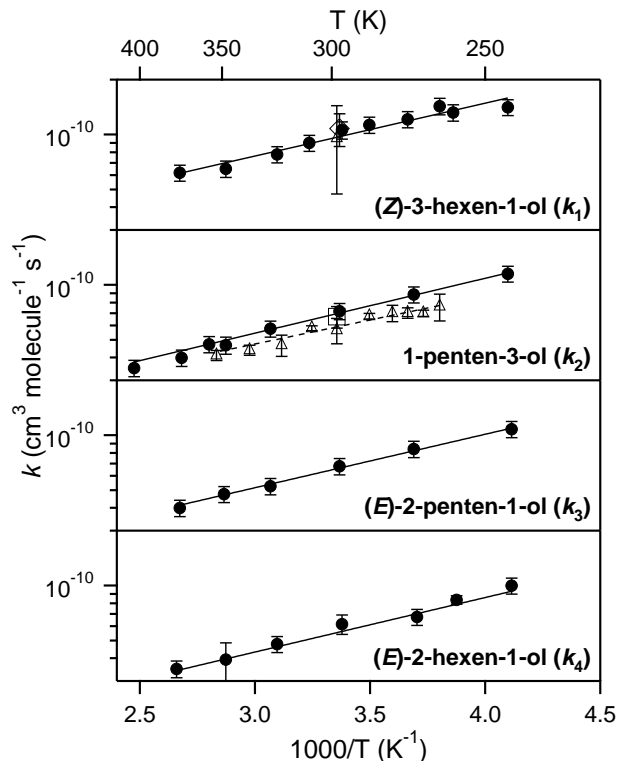 T (K)
400 350 300 250
10⁻¹⁰
(Z)-3-hexen-1-ol (k₁)
10⁻¹⁰
1-penten-3-ol (k₂)
10⁻¹⁰
(E)-2-penten-1-ol (k₃)
10⁻¹⁰
(E)-2-hexen-1-ol (k₄)
k (cm³ molecule⁻¹ s⁻¹)
2.5 3.0 3.5 4.0 4.5
1000/T (K⁻¹)